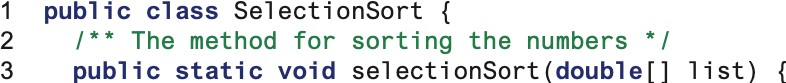 1 public class SelectionSort {
2 /** The method for sorting the numbers */
3 public static void selectionSort(double[] list) {